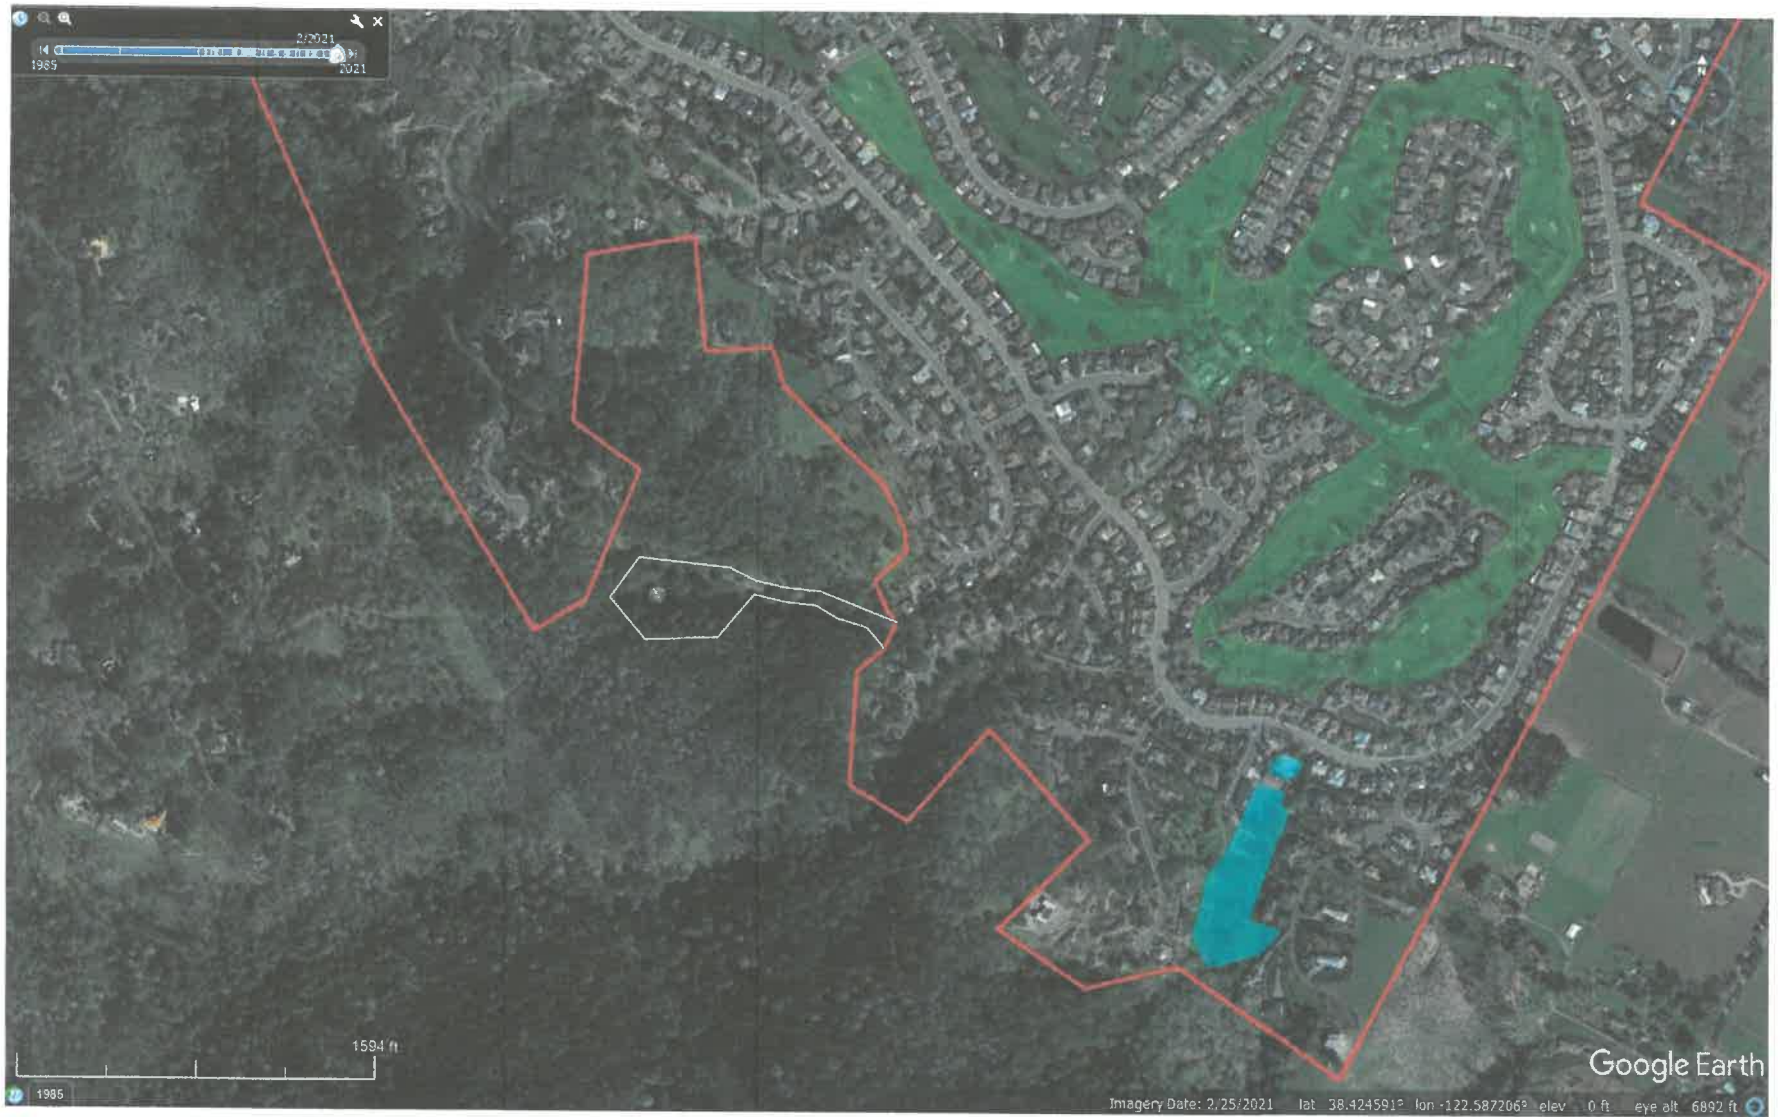 2/2021
1985
2021
N
1594 ft
Google Earth
1985
Imagery Date: 2/25/2021 lat 38.424591° lon -122.587206° elev 0 ft eye alt 6892 ft